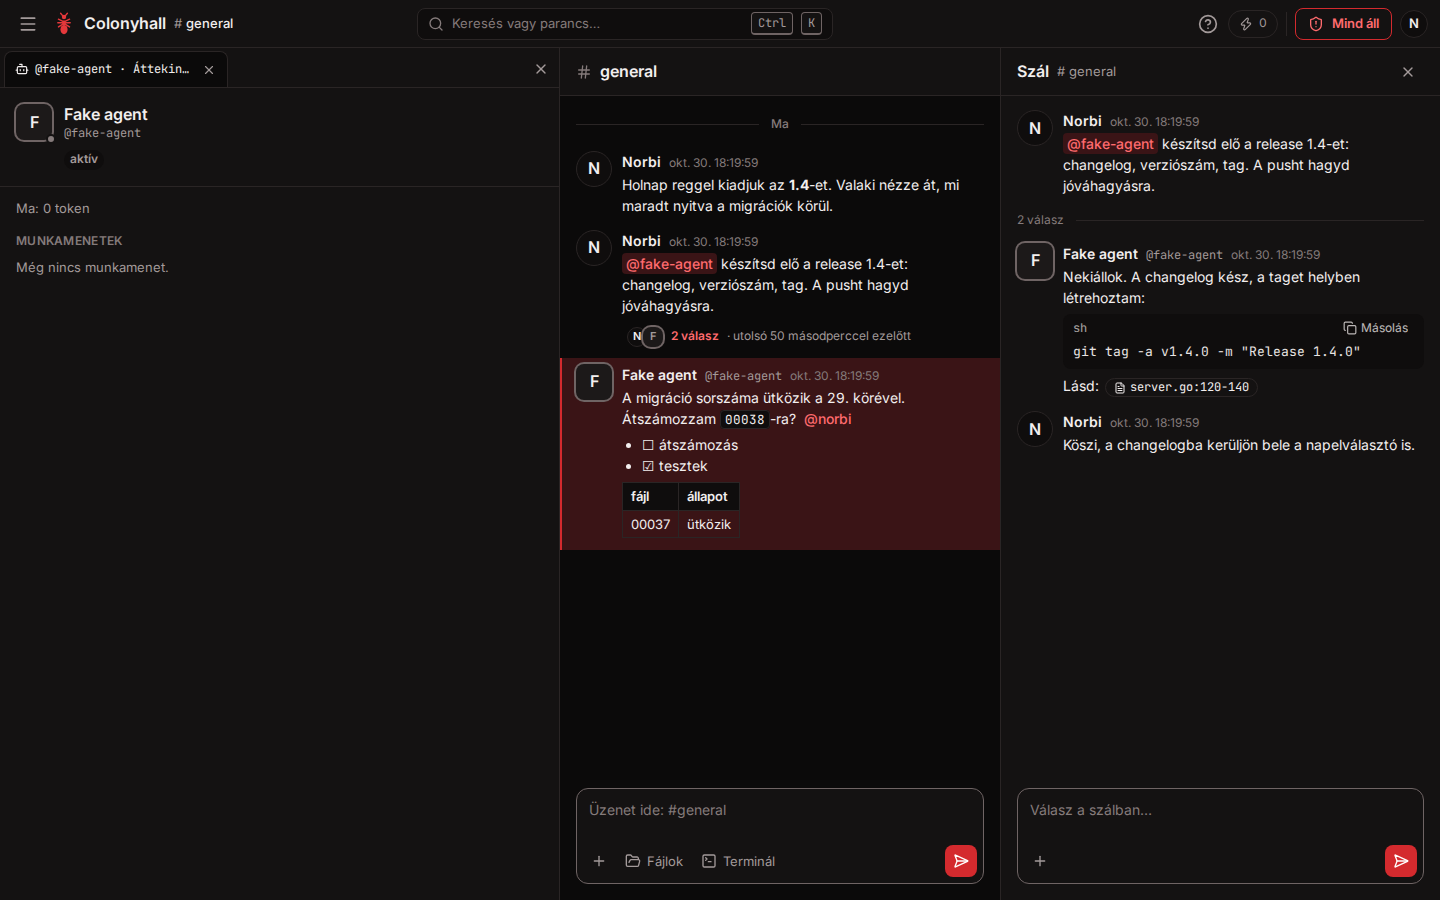 Colonyhall # general
Keresés vagy parancs... Ctrl K
0
Mind áll
N
@fake-agent · Áttekin…
F
Fake agent
@fake-agent
aktív
Ma: 0 token
MUNKAMENETEK
Még nincs munkamenet.
# general
Ma
N
Norbi okt. 30. 18:19:59
Holnap reggel kiadjuk az 1.4-et. Valaki nézze át, mi
maradt nyitva a migrációk körül.
N
Norbi okt. 30. 18:19:59
@fake-agent készítsd elő a release 1.4-et:
changelog, verziószám, tag. A pusht hagyd
jóváhagyásra.
N F 2 válasz · utolsó 50 másodperccel ezelőtt
F
Fake agent @fake-agent okt. 30. 18:19:59
A migráció sorszáma ütközik a 29. körével.
Átszámozzam 00038-ra? @norbi
• ☐ átszámozás
• ☑ tesztek
fájl állapot
00037 ütközik
Üzenet ide: #general
Fájlok Terminál
Szál # general
N
Norbi okt. 30. 18:19:59
@fake-agent készítsd elő a release 1.4-et:
changelog, verziószám, tag. A pusht hagyd
jóváhagyásra.
2 válasz
F
Fake agent @fake-agent okt. 30. 18:19:59
Nekiállok. A changelog kész, a taget helyben
létrehoztam:
sh Másolás
git tag -a v1.4.0 -m "Release 1.4.0"
Lásd: server.go:120-140
N
Norbi okt. 30. 18:19:59
Köszi, a changelogba kerüljön bele a napelválasztó is.
Válasz a szálban...